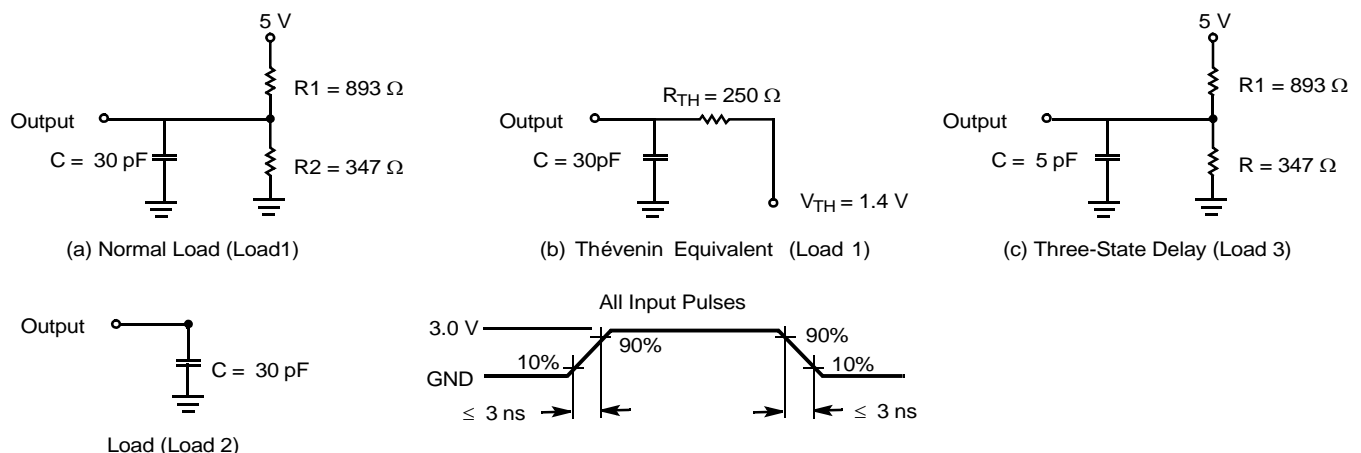 5 V
R1 = 893 Ω
Output
C = 30 pF
R2 = 347 Ω
(a) Normal Load (Load1)
RTH = 250 Ω
Output
C = 30pF
VTH = 1.4 V
(b) Thévenin Equivalent (Load 1)
5 V
R1 = 893 Ω
Output
C = 5 pF
R = 347 Ω
(c) Three-State Delay (Load 3)
Output
C = 30 pF
Load (Load 2)
All Input Pulses
3.0 V
90%
90%
10%
10%
GND
≤ 3 ns
≤ 3 ns